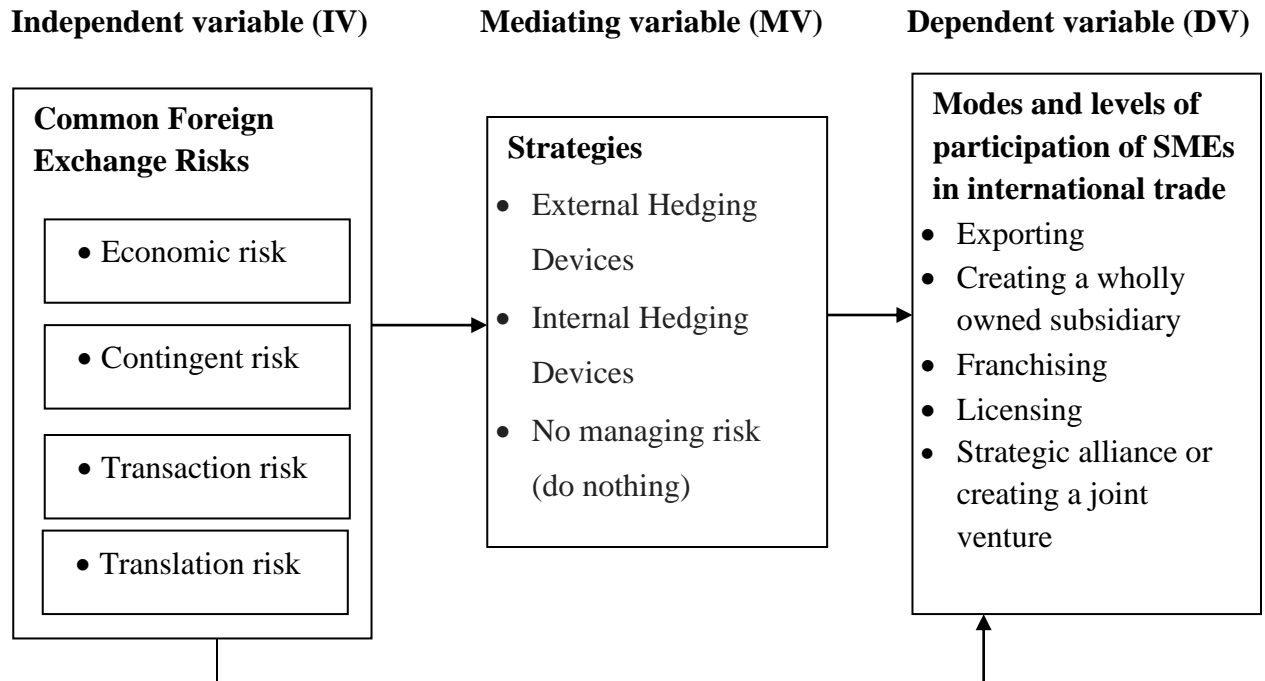 Independent variable (IV)
Mediating variable (MV)
Dependent variable (DV)
Common Foreign
Exchange Risks
• Economic risk
• Contingent risk
• Transaction risk
• Translation risk
Strategies
• External Hedging
Devices
• Internal Hedging
Devices
• No managing risk
(do nothing)
Modes and levels of
participation of SMEs
in international trade
• Exporting
• Creating a wholly
owned subsidiary
• Franchising
• Licensing
• Strategic alliance or
creating a joint
venture